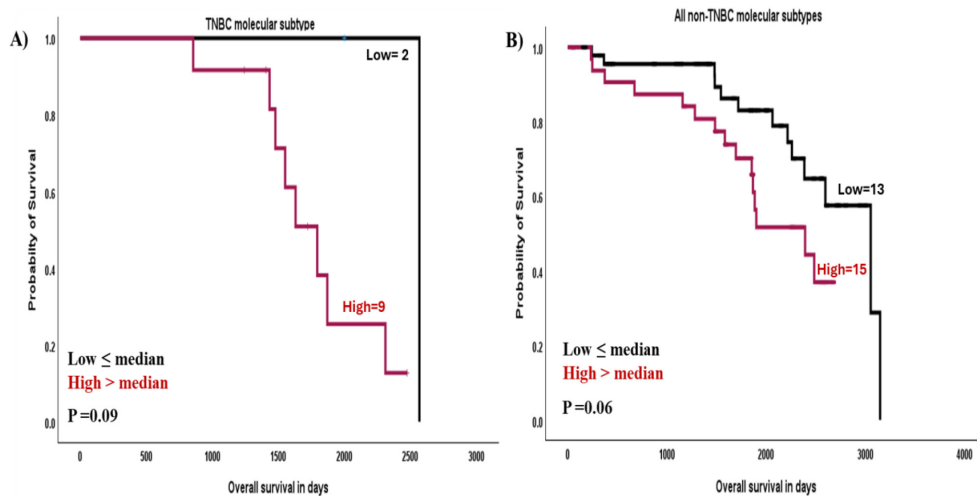 A)
TNBC molecular subtype
Probability of Survival
1.0
0.8
0.6
0.4
0.2
0.0
Low= 2
High=9
Low ≤ median
High > median
P =0.09
0 500 1000 1500 2000 2500 3000
Overall survival in days
B)
All non-TNBC molecular subtypes
Probabilty of Survival
1.0
0.8
0.6
0.4
0.2
0.0
Low=13
High=15
Low ≤ median
High > median
P =0.06
0 1000 2000 3000 4000
Overall survival in days